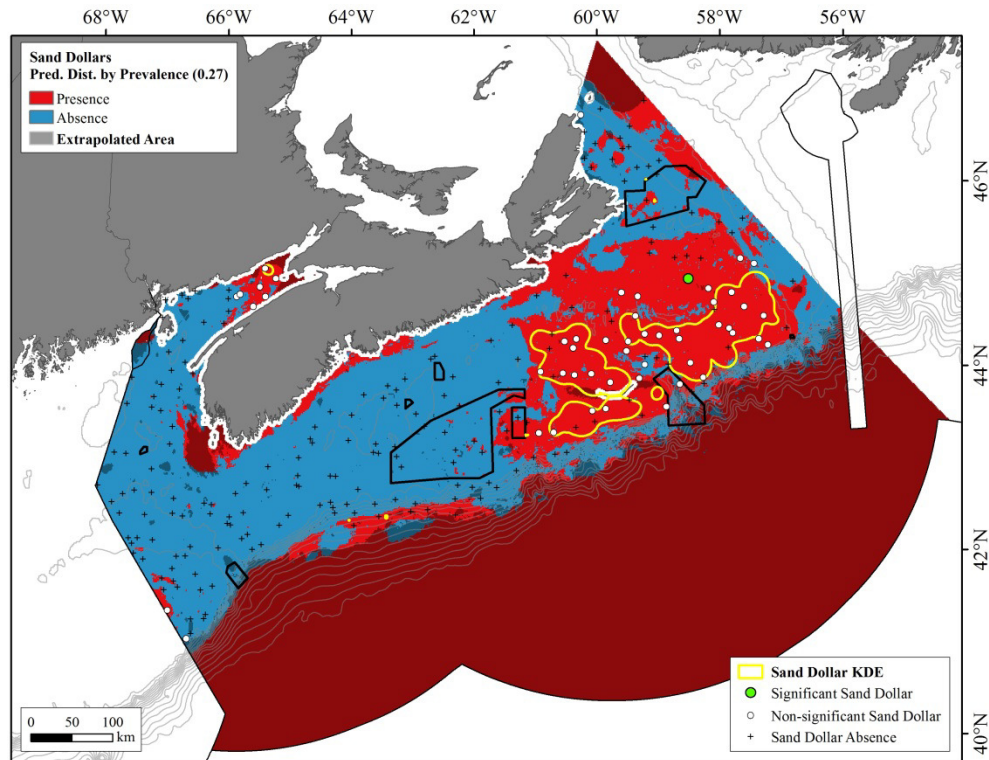 68°W 66°W 64°W 62°W 60°W 58°W 56°W
Sand Dollars
Pred. Dist. by Prevalence (0.27)
Presence
Absence
Extrapolated Area
46°N
44°N
42°N
40°N
0 50 100
km
Sand Dollar KDE
Significant Sand Dollar
Non-significant Sand Dollar
Sand Dollar Absence